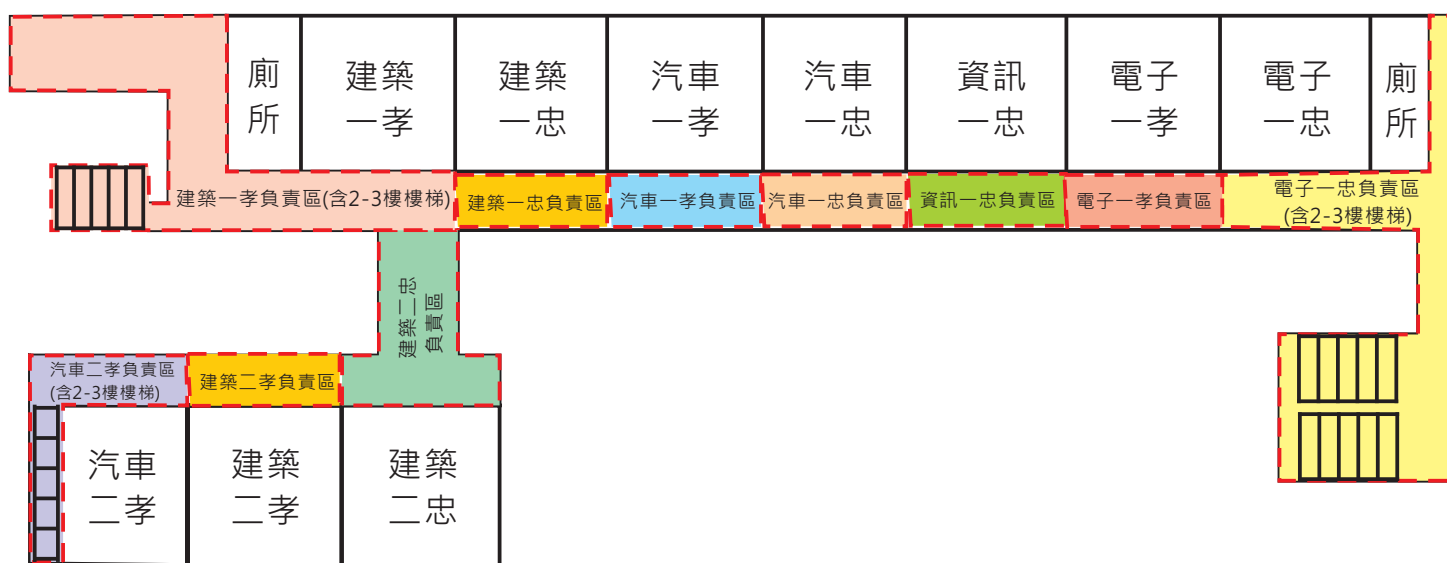 廁所
建築一孝
建築一忠
汽車一孝
汽車一忠
資訊一忠
電子一孝
電子一忠
廁所
建築一孝負責區(含2-3樓樓梯)
建築一忠負責區
汽車一孝負責區
汽車一忠負責區
資訊一忠負責區
電子一孝負責區
電子一忠負責區
(含2-3樓樓梯)
建築二忠
負責區
汽車二孝負責區
(含2-3樓樓梯)
建築二孝負責區
汽車二孝
建築二孝
建築二忠